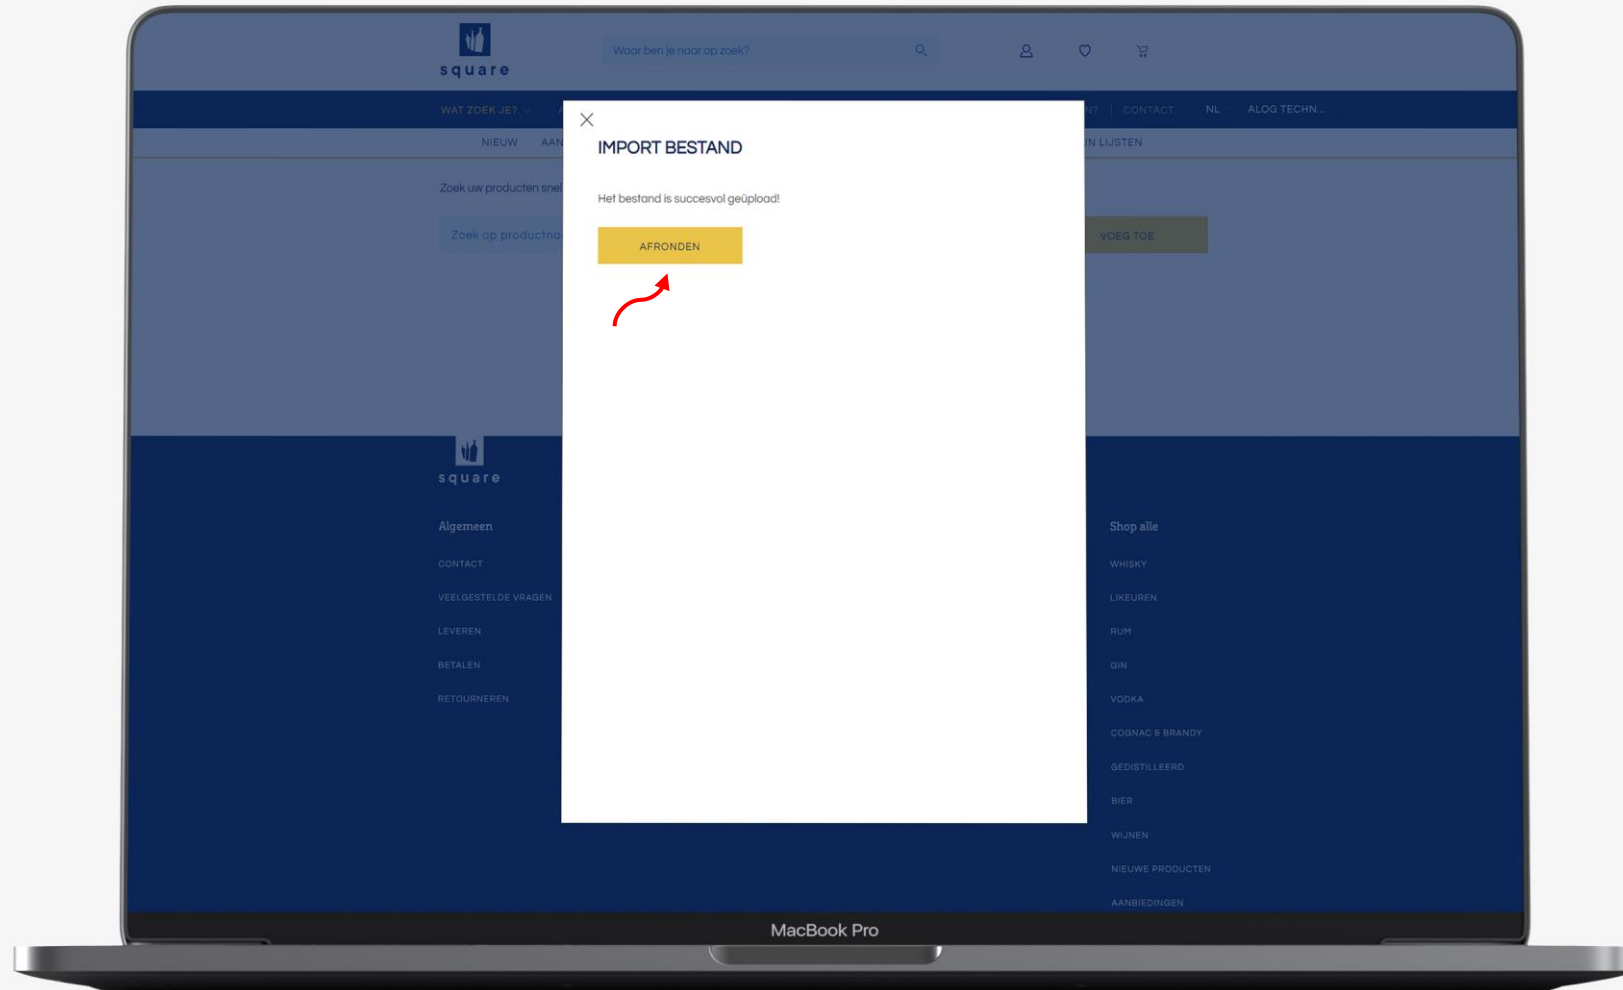 square
Waar ben je naar op zoek?
WAT ZOEK JE?
CONTACT
NL
ALOG TECHN...
NIEUW
LIJSTEN
IMPORT BESTAND
Zoek uw producten snel
Het bestand is succesvol geüpload!
Zoek op
AFRONDEN
VOEG TOE
square
Algemeen
CONTACT
VEELGESTELDE VRAGEN
LEVEREN
BETALEN
RETOURNEREN
Shop alle
WHISKY
LIKEUREN
RUM
GIN
VODKA
COGNAC & BRANDY
GEDISTILLEERD
BIER
WIJNEN
NIEUWE PRODUCTEN
AANBIEDINGEN
MacBook Pro